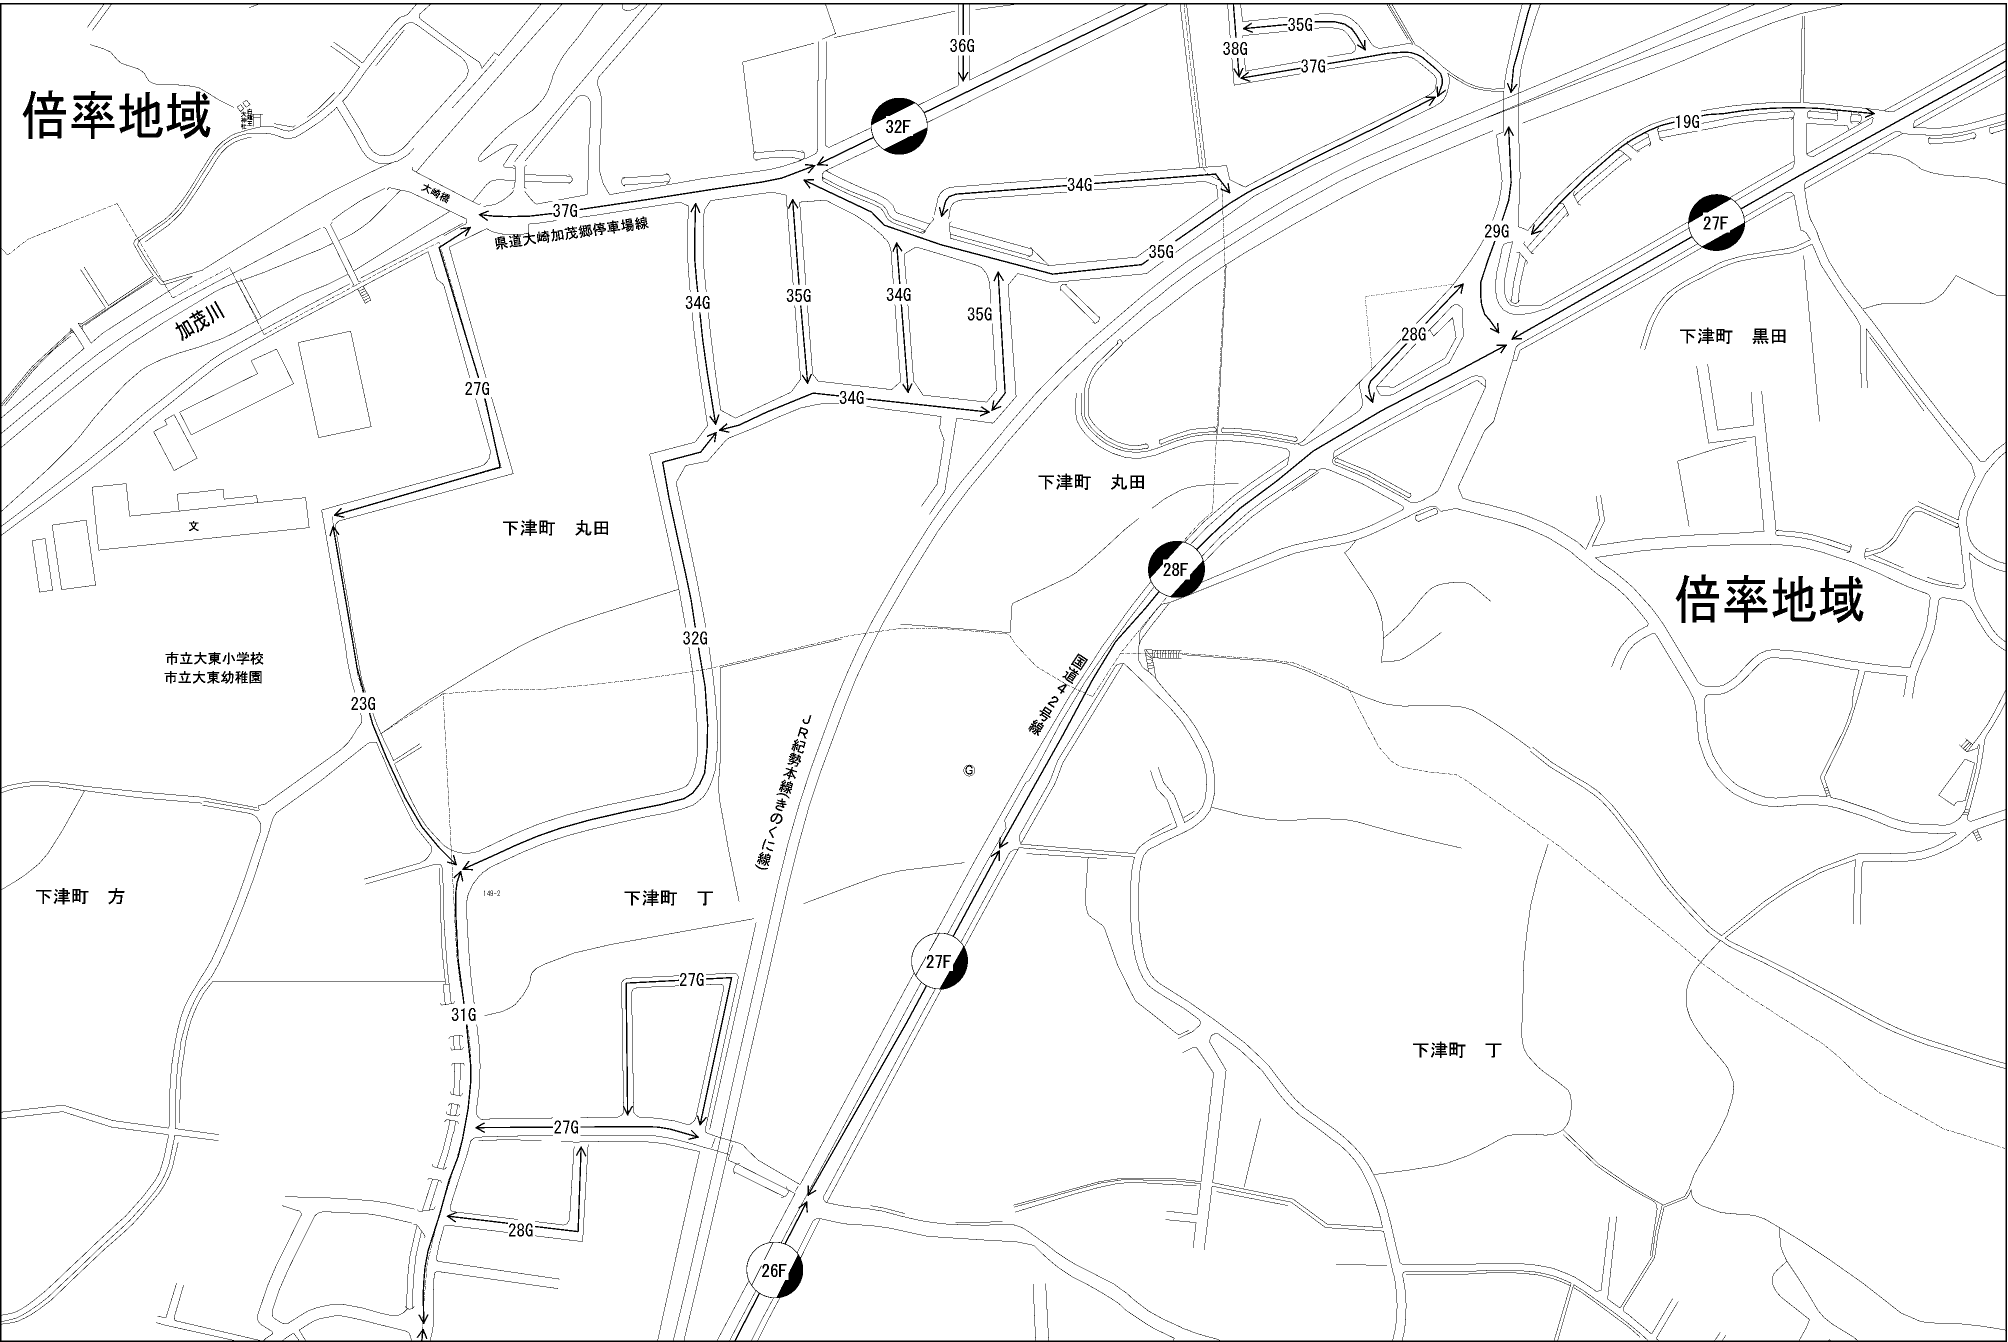 36G
35G
38G
37G
倍率地域
32F
19G
大崎橋
34G
37G
県道大崎加茂郷停車場線
27F
29G
35G
加茂川
34G
35G
34G
35G
28G
下津町 黒田
27G
34G
下津町 丸田
文
下津町 丸田
28F
倍率地域
32G
市立大東小学校
市立大東幼稚園
国道42号線
23G
JR紀勢本線(きのくに線)
G
149-2
下津町 方
下津町 丁
27F
27G
31G
下津町 丁
27G
28G
26F